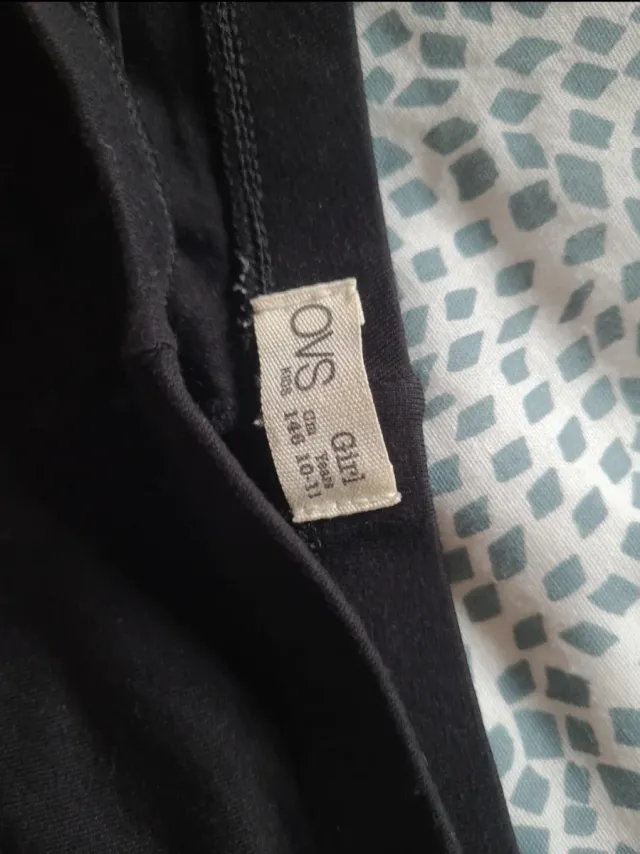 OVS
KIDS
Girl
Cm Years
146 10-11